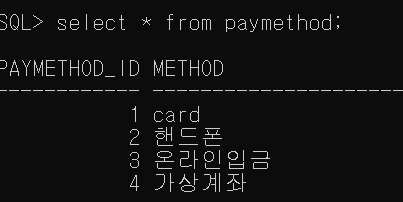 SQL> select * from paymethod;
PAYMETHOD_ID METHOD
------------ ------------------------
1 card
2 핸드폰
3 온라인입금
4 가상계좌